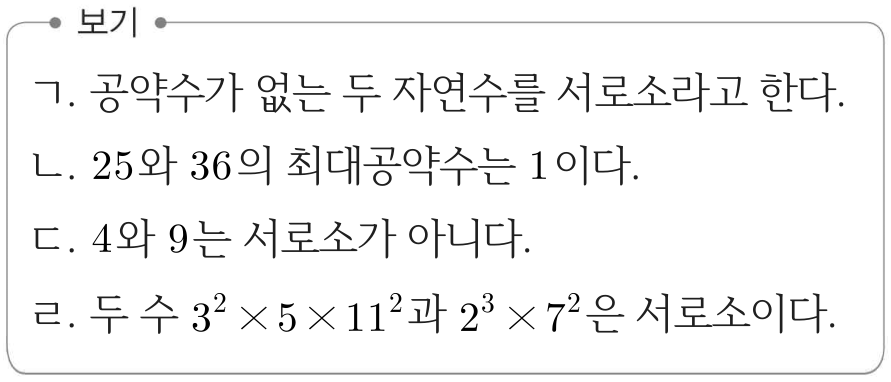 보기
ㄱ. 공약수가 없는 두 자연수를 서로소라고 한다.
ㄴ. 25와 36의 최대공약수는 1이다.
ㄷ. 4와 9는 서로소가 아니다.
ㄹ. 두 수 3² × 5 × 11²과 2³ × 7²은 서로소이다.